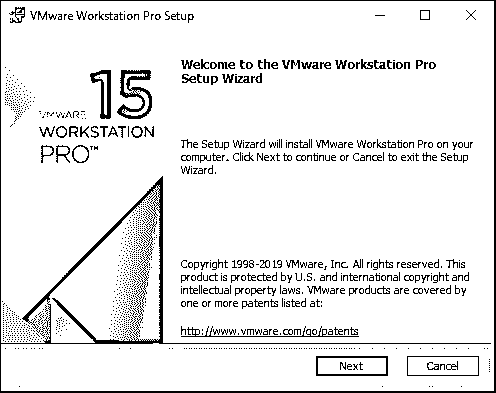 VMware Workstation Pro Setup
Welcome to the VMware Workstation Pro
Setup Wizard
15
VMWARE
WORKSTATION
PRO™
The Setup Wizard will install VMware Workstation Pro on your
computer. Click Next to continue or Cancel to exit the Setup
Wizard.
Copyright 1998-2019 VMware, Inc. All rights reserved. This
product is protected by U.S. and international copyright and
intellectual property laws. VMware products are covered by
one or more patents listed at:
http://www.vmware.com/go/patents
Next
Cancel